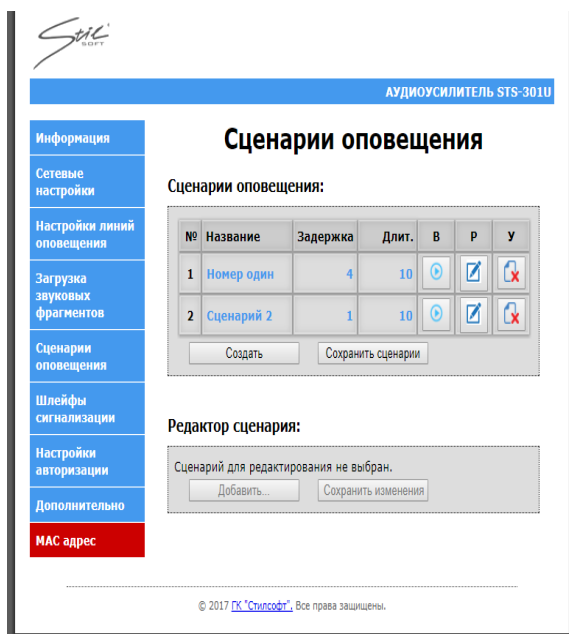 Stil
SOFT
АУДИОУСИЛИТЕЛЬ STS-301U
Информация
Сетевые
настройки
Настройки линий
оповещения
Загрузка
звуковых
фрагментов
Сценарии
оповещения
Шлейфы
сигнализации
Настройки
авторизации
Дополнительно
MAC адрес
Сценарии оповещения
Сценарии оповещения:
№ Название Задержка Длит. В Р У
1 Номер один 4 10
2 Сценарий 2 1 10
Создать Сохранить сценарии
Редактор сценария:
Сценарий для редактирования не выбран.
Добавить... Сохранить изменения
© 2017 ГК "Стилсофт". Все права защищены.